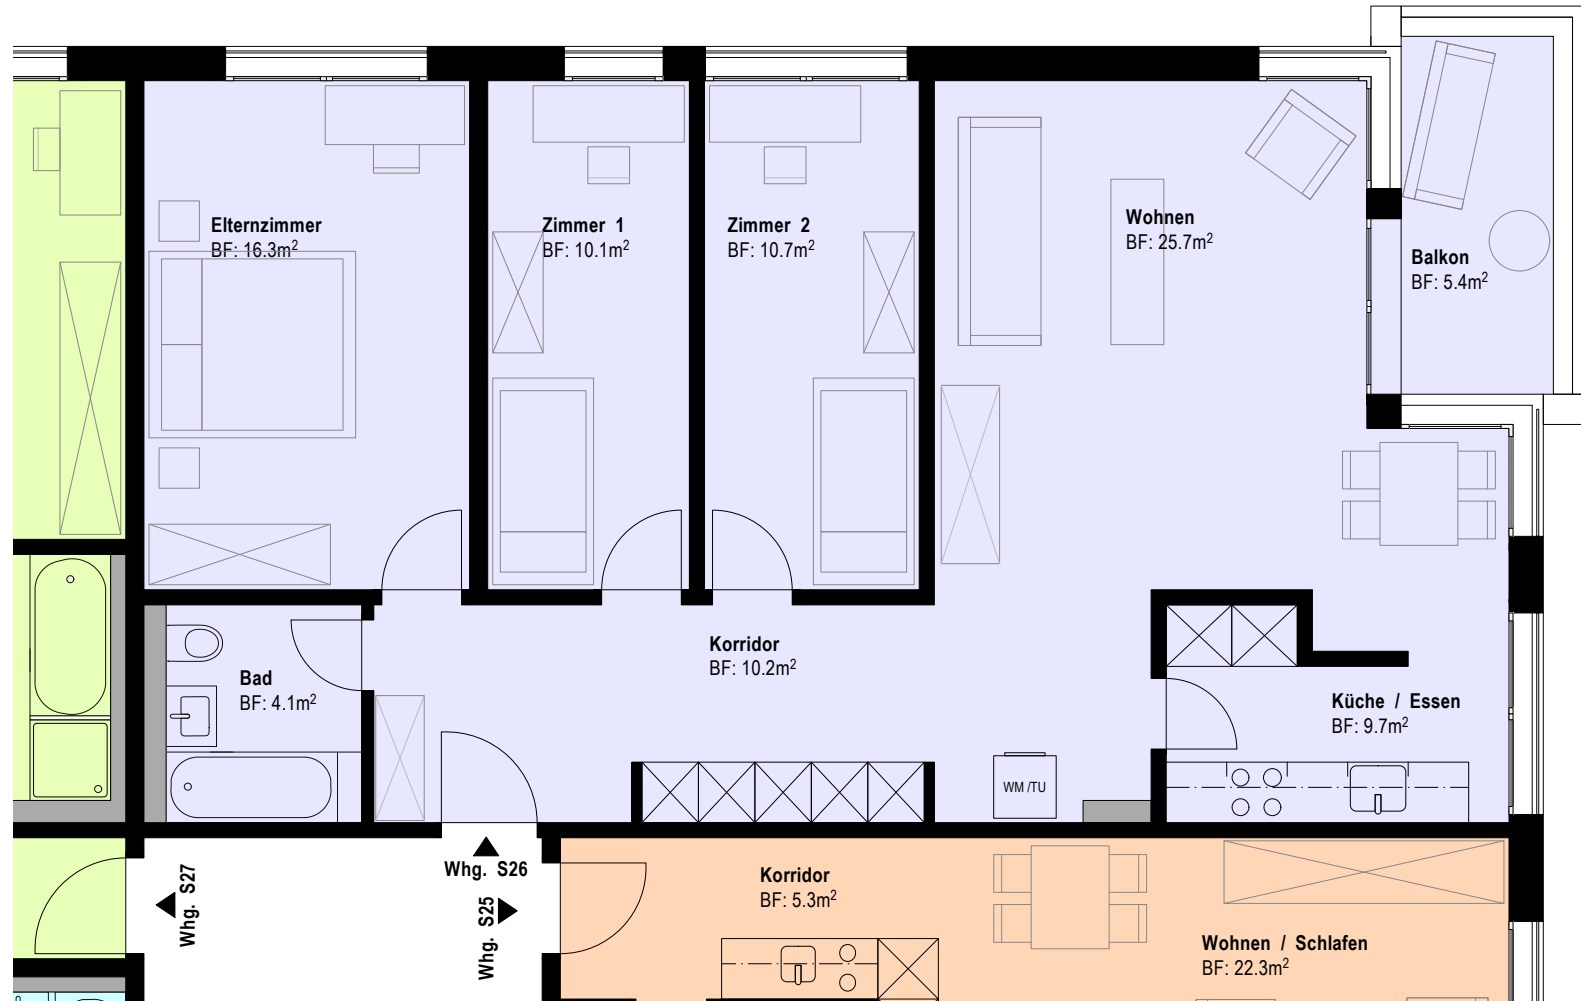 Elternzimmer
BF: 16.3m²
Zimmer 1
BF: 10.1m²
Zimmer 2
BF: 10.7m²
Wohnen
BF: 25.7m²
Balkon
BF: 5.4m²
Korridor
BF: 10.2m²
Bad
BF: 4.1m²
Küche / Essen
BF: 9.7m²
WM /TU
Whg. S26
Whg. S27
Whg. S25
Korridor
BF: 5.3m²
Wohnen / Schlafen
BF: 22.3m²